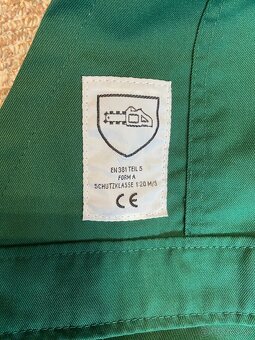 EN 381 TEIL 5
FORM A
SCHUTZKLASSE 1:20 M/S
CE